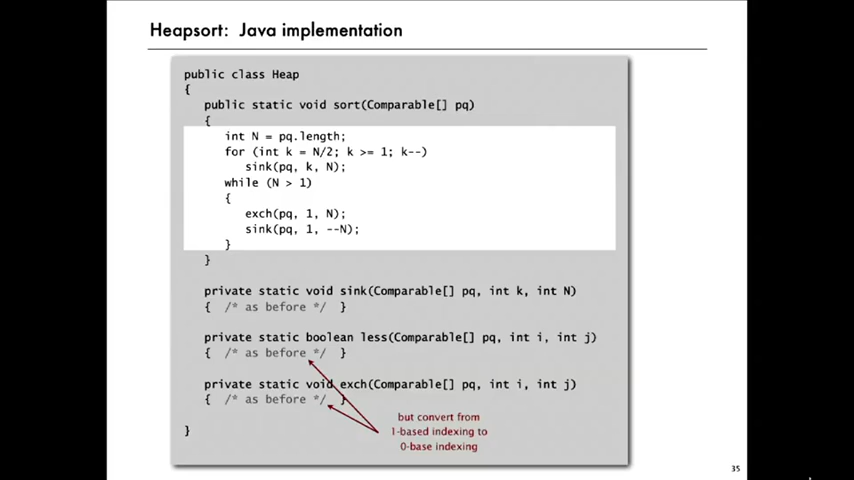 Heapsort: Java implementation
public class Heap
{
public static void sort(Comparable[] pq)
{
int N = pq.length;
for (int k = N/2; k >= 1; k--)
sink(pq, k, N);
while (N > 1)
{
exch(pq, 1, N);
sink(pq, 1, --N);
}
}
private static void sink(Comparable[] pq, int k, int N)
{ /* as before */ }
private static boolean less(Comparable[] pq, int i, int j)
{ /* as before */ }
private static void exch(Comparable[] pq, int i, int j)
{ /* as before */ }
but convert from
1-based indexing to
0-base indexing
}
35